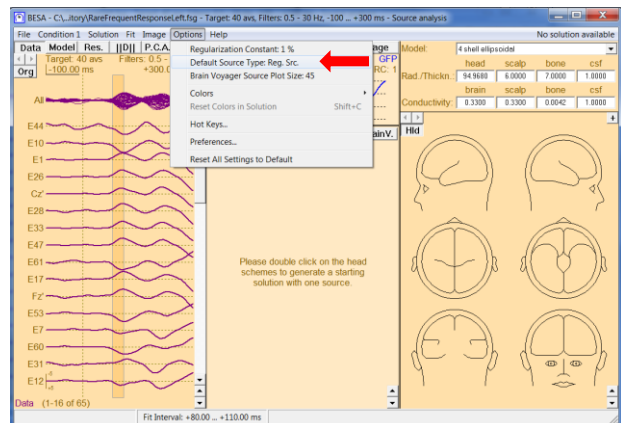 BESA - C:\...itory\RareFrequentResponseLeft.fsg - Target: 40 avs, Filters: 0.5 - 30 Hz, -100 ... +300 ms - Source analysis
File Condition 1 Solution Fit Image Options Help No solution available
Data Model Res. ||D|| P.C.A.
Target: 40 avs Filters: 0.5 -
Org -100.00 ms +300.0
All
E44
E10
E1
E26
Cz'
E28
E33
E47
E61
E17
Fz'
E53
E7
E60
E31
E12
Data (1-16 of 65)
Regularization Constant: 1 %
Default Source Type: Reg. Src.
Brain Voyager Source Plot Size: 45
Colors
Reset Colors in Solution Shift+C
Hot Keys...
Preferences...
Reset All Settings to Default
age
GFP
RC: 1
ainV.
Please double click on the head
schemes to generate a starting
solution with one source.
Model: 4 shell ellipsoidel
head scalp bone csf
Rad./Thickn.: 94.9680 6.0000 7.0000 1.0000
brain scalp bone csf
Conductivity: 0.3300 0.3300 0.0042 1.0000
Hld
+
Fit Interval: +80.00 ... +110.00 ms